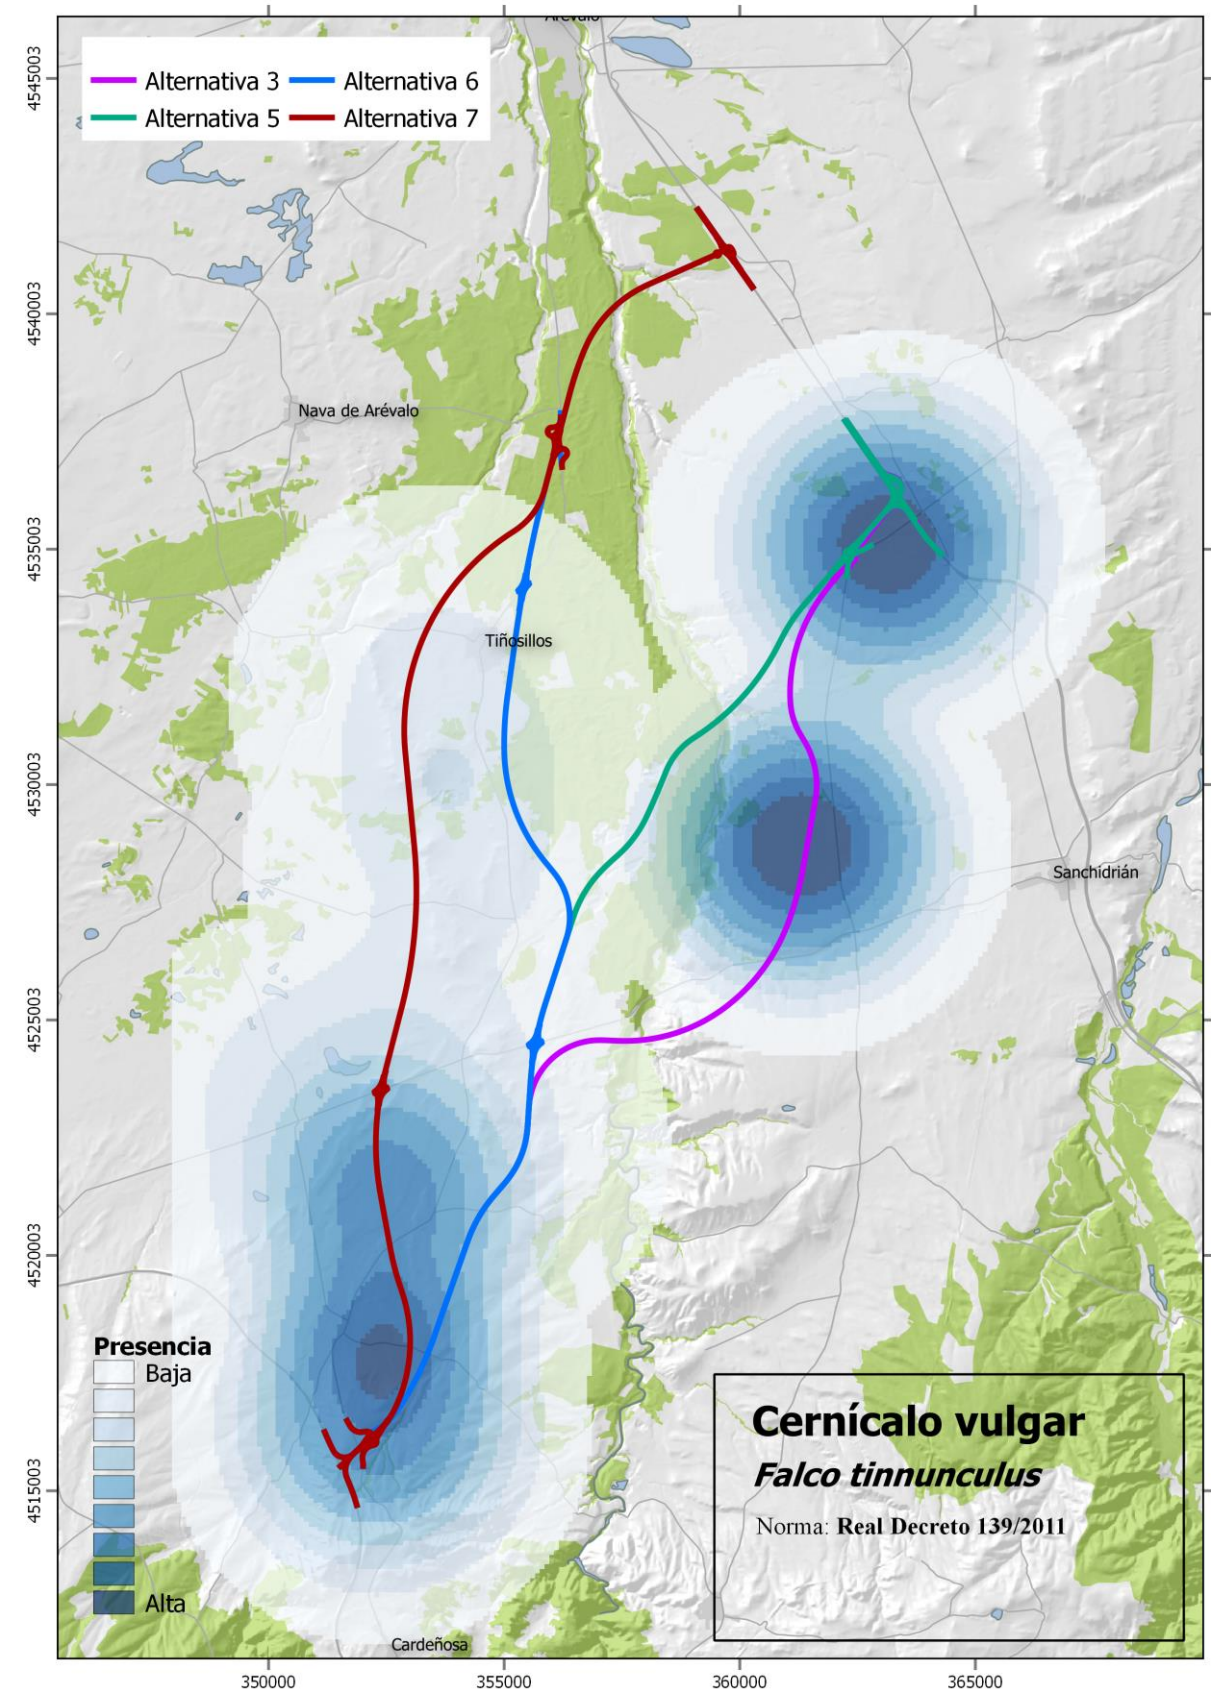 Arévalo
Alternativa 3
Alternativa 6
Alternativa 5
Alternativa 7
4545003
4540003
Nava de Arévalo
4535003
Tiñosillos
4530003
Sanchidrián
4525003
4520003
Presencia
Baja
Alta
Cernícalo vulgar
Falco tinnunculus
Norma: Real Decreto 139/2011
4515003
Cardeñosa
350000
355000
360000
365000